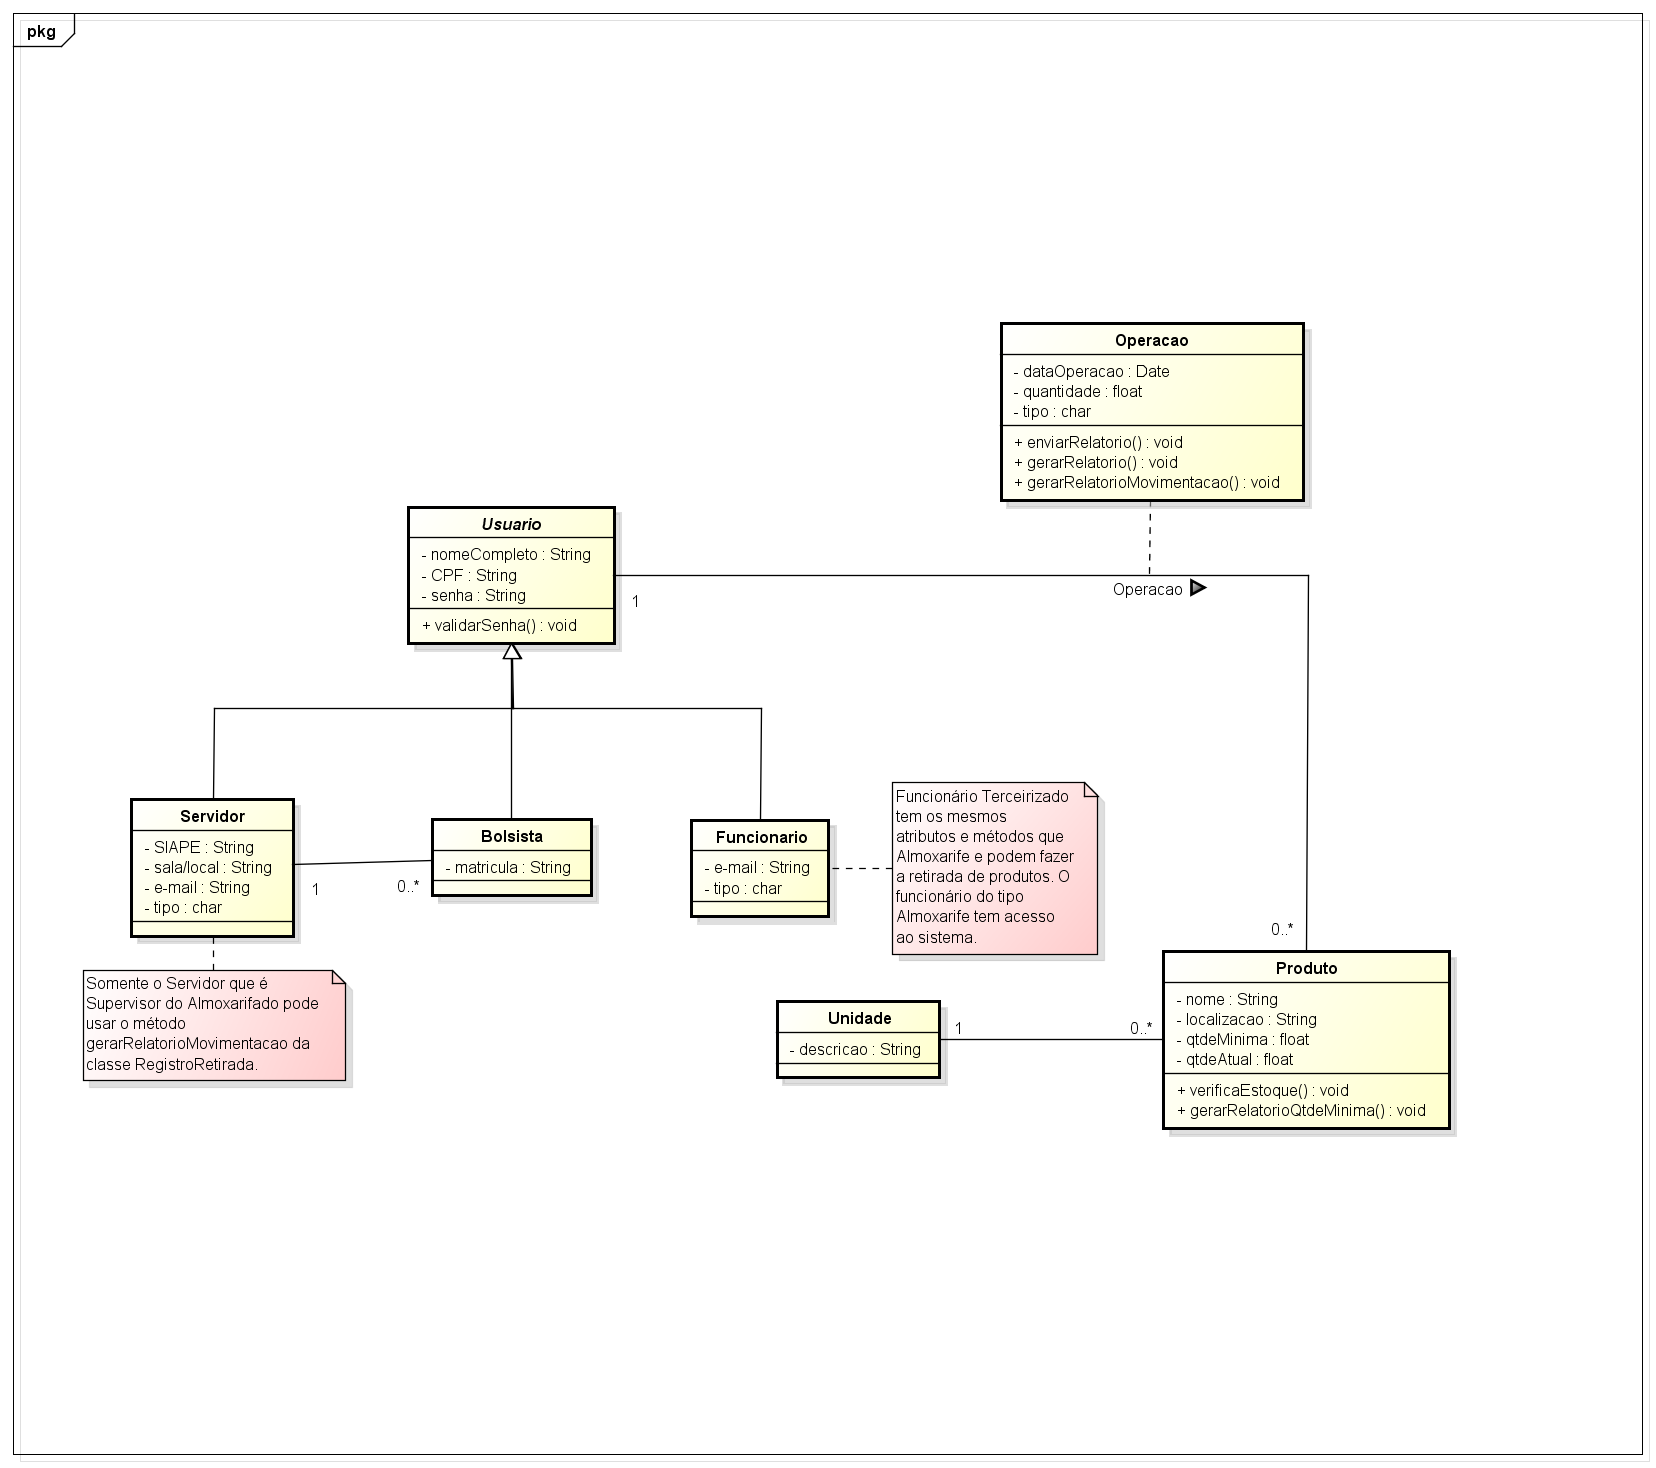 pkg
Operacao
- dataOperacao : Date
- quantidade : float
- tipo : char
+ enviarRelatorio() : void
+ gerarRelatorio() : void
+ gerarRelatorioMovimentacao() : void
Usuario
- nomeCompleto : String
- CPF : String
- senha : String
+ validarSenha() : void
1
Operacao
0..*
Servidor
- SIAPE : String
- sala/local : String
- e-mail : String
- tipo : char
1
0..*
Bolsista
- matricula : String
Funcionario
- e-mail : String
- tipo : char
Funcionário Terceirizado
tem os mesmos
atributos e métodos que
Almoxarife e podem fazer
a retirada de produtos. O
funcionário do tipo
Almoxarife tem acesso
ao sistema.
Somente o Servidor que é
Supervisor do Almoxarifado pode
usar o método
gerarRelatorioMovimentacao da
classe RegistroRetirada.
Unidade
- descricao : String
1
0..*
Produto
- nome : String
- localizacao : String
- qtdeMinima : float
- qtdeAtual : float
+ verificaEstoque() : void
+ gerarRelatorioQtdeMinima() : void